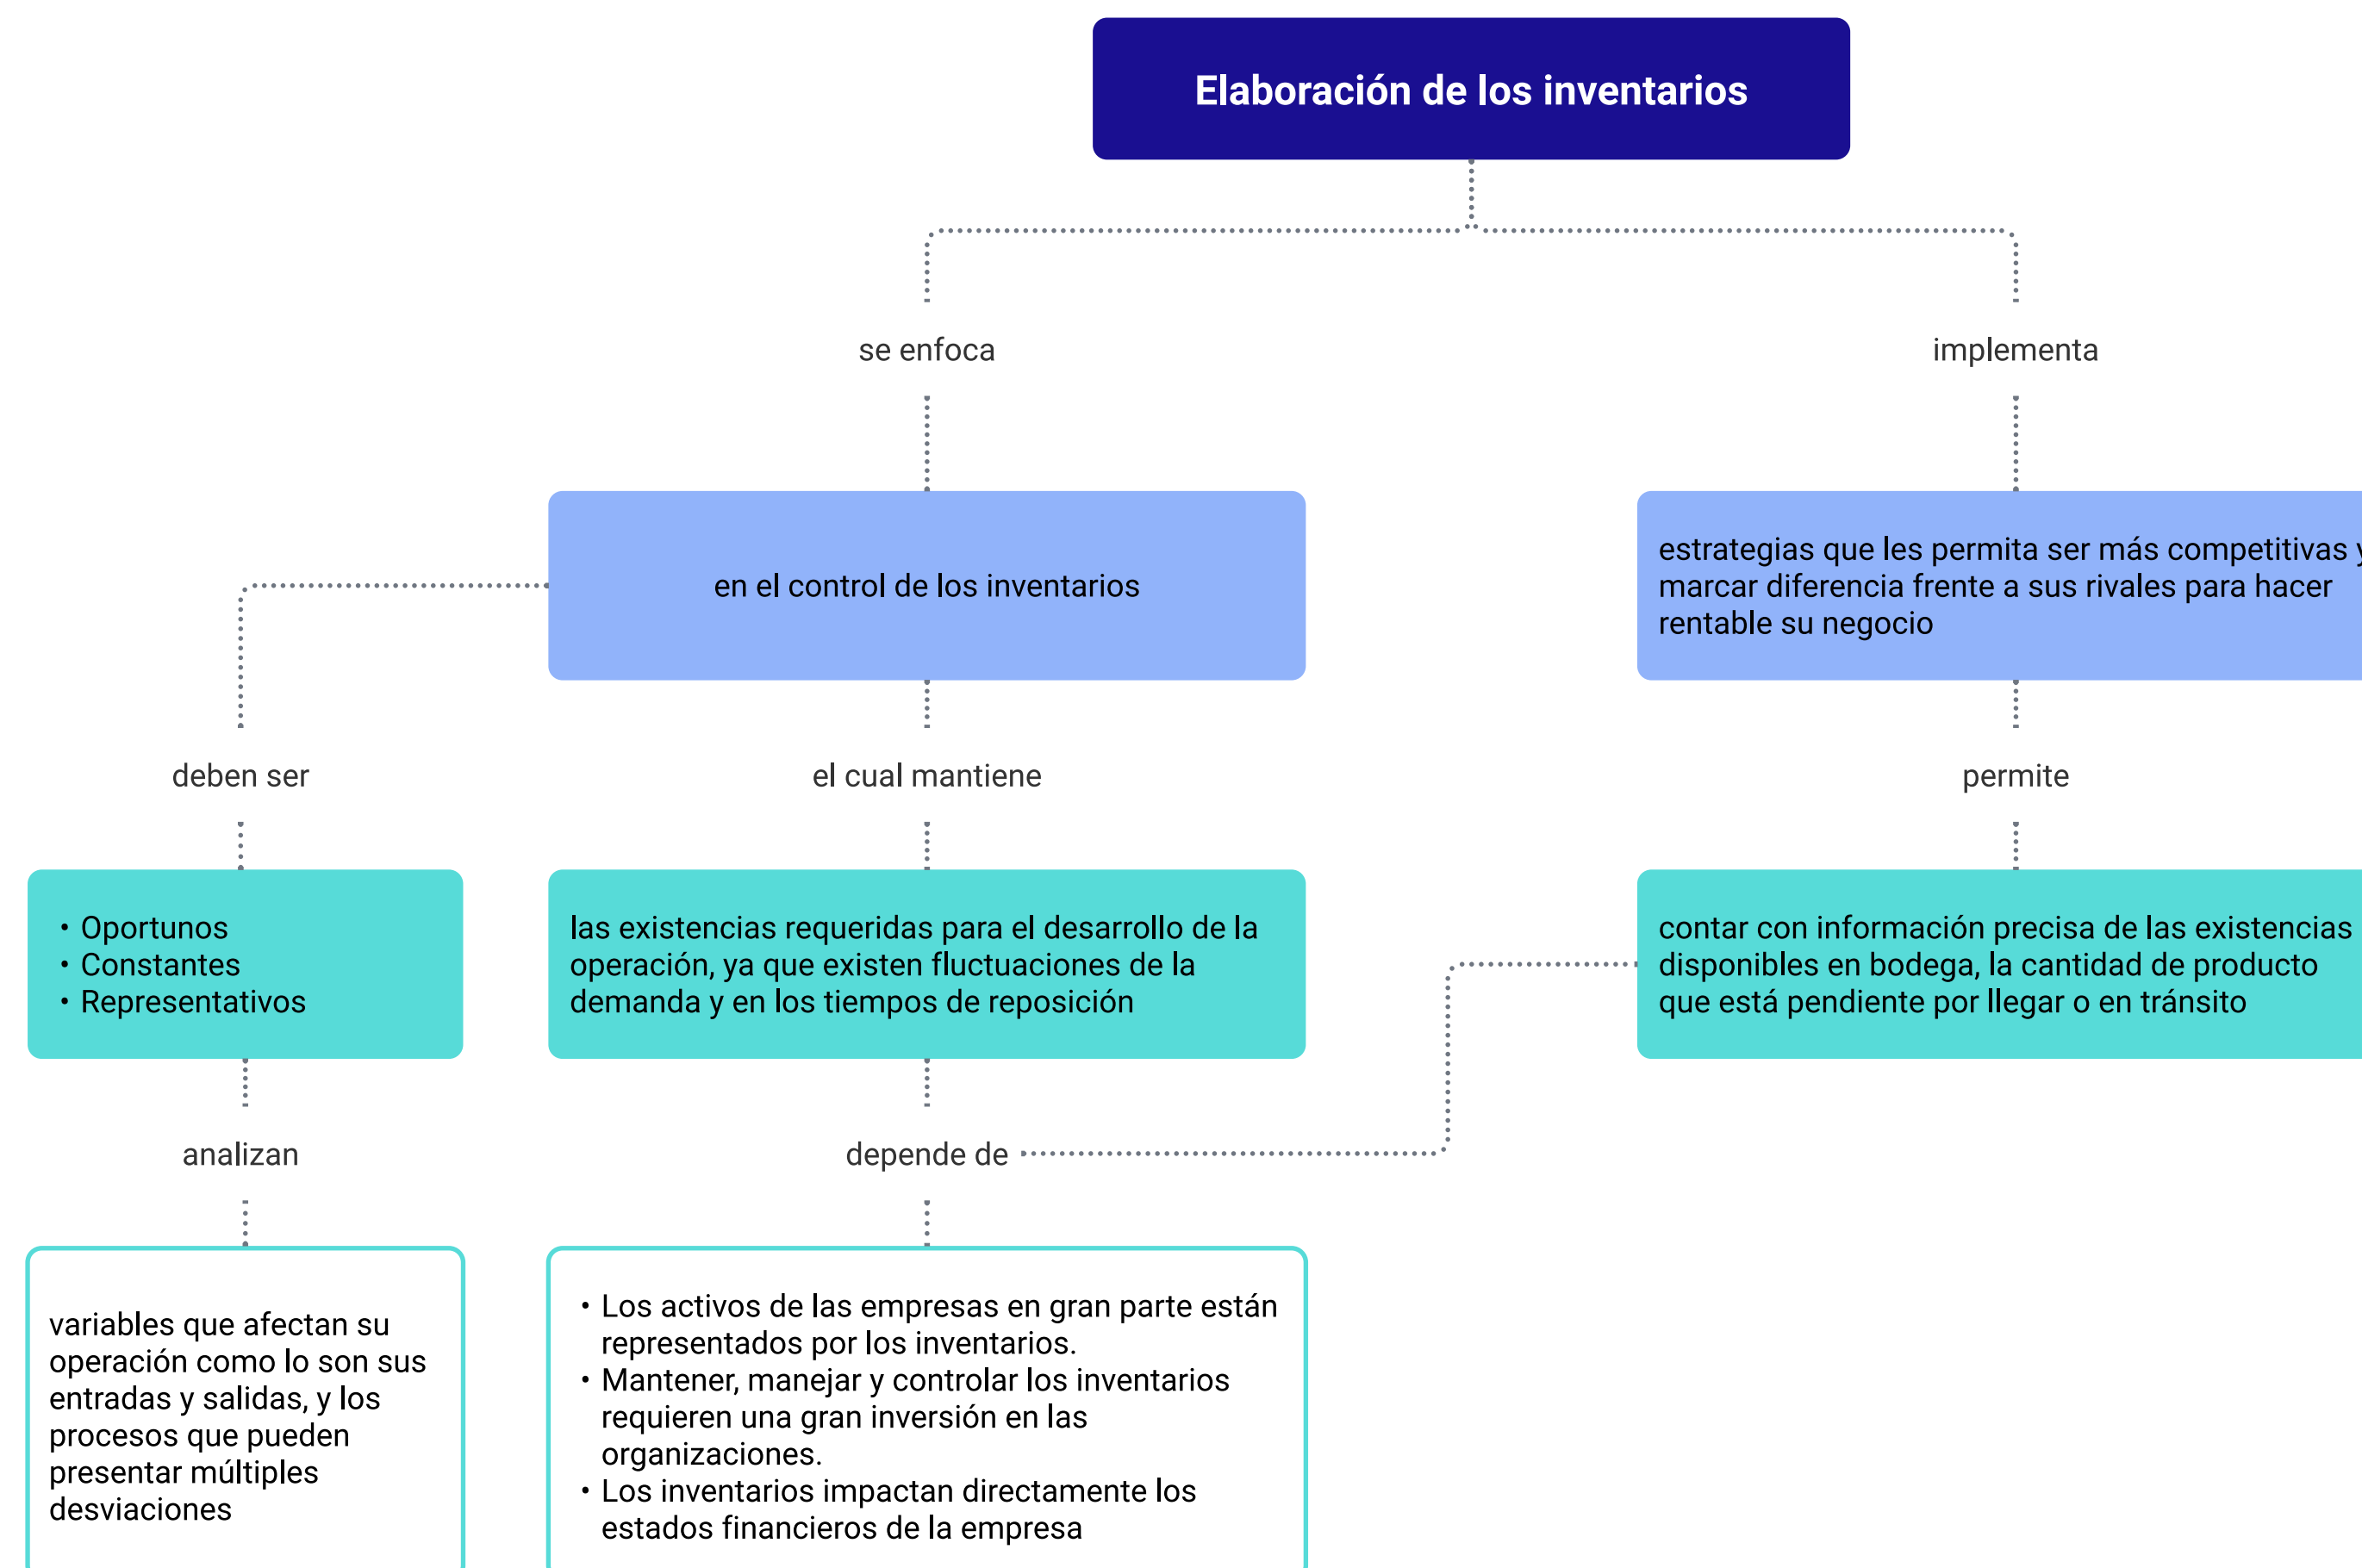 Elaboración de los inventarios
se enfoca
implementa
en el control de los inventarios
estrategias que les permita ser más competitivas y
marcar diferencia frente a sus rivales para hacer
rentable su negocio
deben ser
el cual mantiene
permite
• Oportunos
• Constantes
• Representativos
las existencias requeridas para el desarrollo de la
operación, ya que existen fluctuaciones de la
demanda y en los tiempos de reposición
contar con información precisa de las existencias
disponibles en bodega, la cantidad de producto
que está pendiente por llegar o en tránsito
analizan
depende de
variables que afectan su
operación como lo son sus
entradas y salidas, y los
procesos que pueden
presentar múltiples
desviaciones
• Los activos de las empresas en gran parte están
representados por los inventarios.
• Mantener, manejar y controlar los inventarios
requieren una gran inversión en las
organizaciones.
• Los inventarios impactan directamente los
estados financieros de la empresa